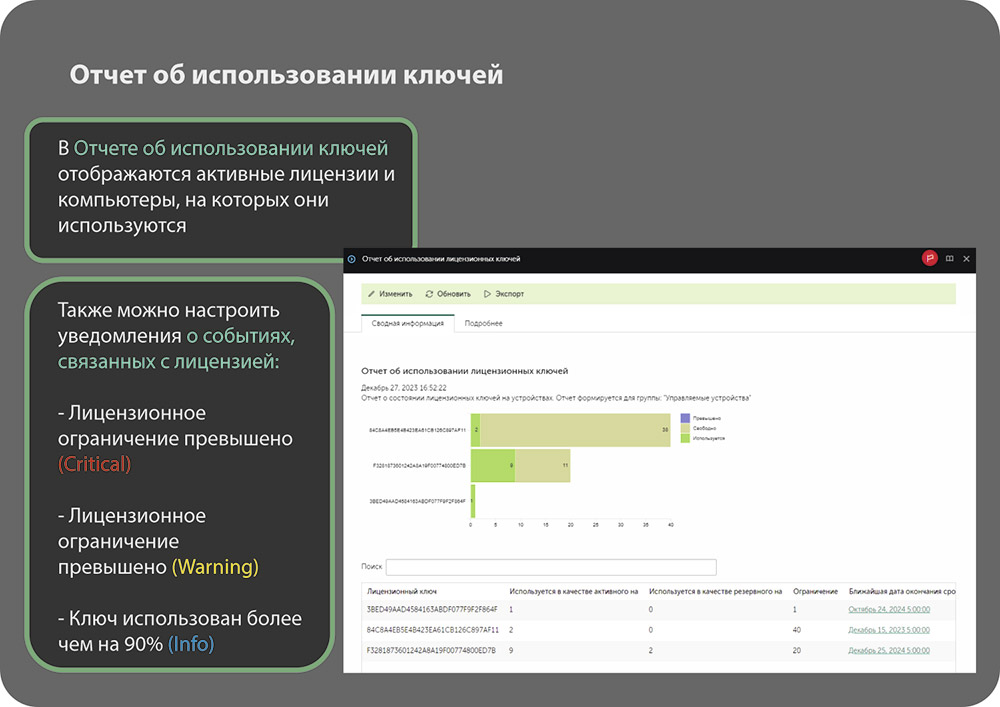 Отчет об использовании ключей
В Отчете об использовании ключей
отображаются активные лицензии и
компьютеры, на которых они
используются
Также можно настроить
уведомления о событиях,
связанных с лицензией:
- Лицензионное
ограничение превышено
(Critical)
- Лицензионное
ограничение
превышено (Warning)
- Ключ использован более
чем на 90% (Info)
Отчет об использовании лицензионных ключей
Изменить Обновить Экспорт
Сводная информация Подробнее
Отчет об использовании лицензионных ключей
Декабрь 27, 2023 16:52:22
Отчет о состоянии лицензионных ключей на устройствах. Отчет формируется для группы: "Управляемые устройства"
84C8A4EB5E4B423EA61CB126C897AF11 2 38
F3281873601242A8A19F00774800ED7B 9 11
3BED49AAD4584163ABDF077F9F2F864F 1
0 5 10 15 20 25 30 35 40
Превышено
Свободно
Используется
Поиск
Лицензионный ключ Используется в качестве активного на Используется в качестве резервного на Ограничение Ближайшая дата окончания сро
3BED49AAD4584163ABDF077F9F2F864F 1 0 1 Октябрь 24, 2024 5:00:00
84C8A4EB5E4B423EA61CB126C897AF11 2 0 40 Декабрь 15, 2023 5:00:00
F3281873601242A8A19F00774800ED7B 9 2 20 Декабрь 25, 2024 5:00:00